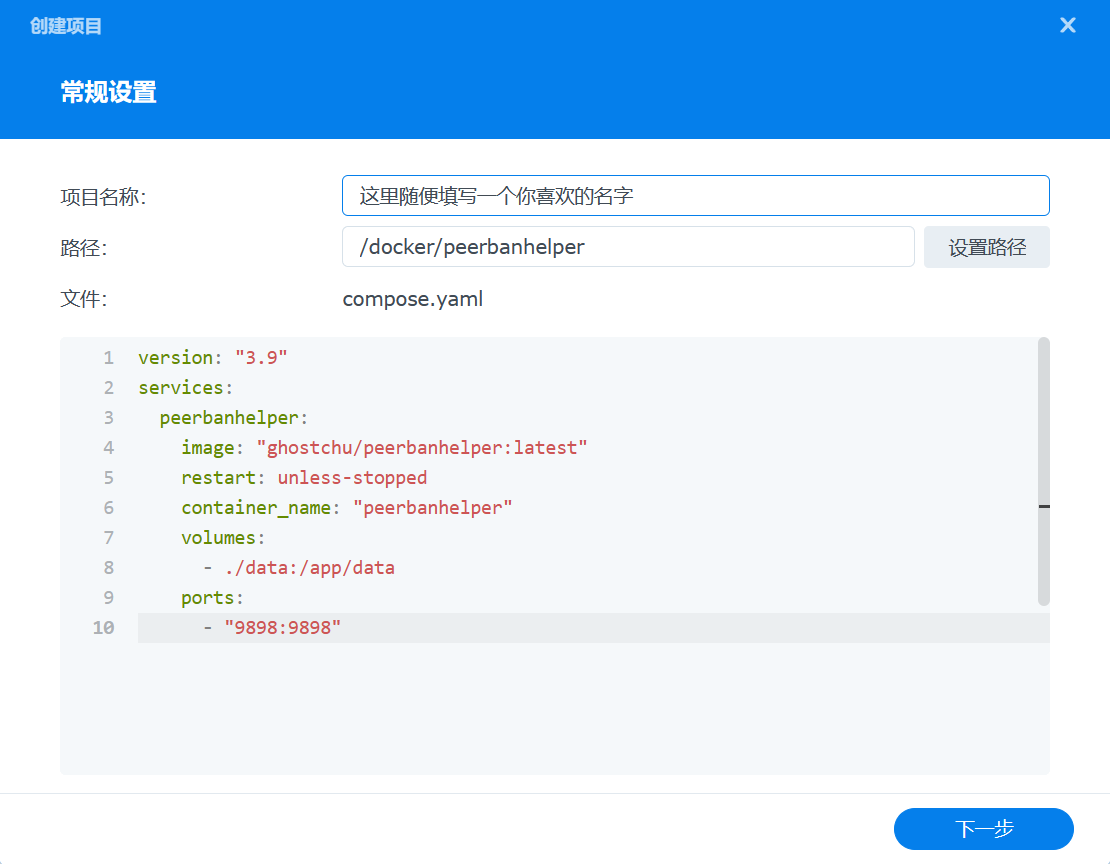 创建项目
常规设置
项目名称: 这里随便填写一个你喜欢的名字
路径: /docker/peerbanhelper 设置路径
文件: compose.yaml
1 version: "3.9"
2 services:
3   peerbanhelper:
4     image: "ghostchu/peerbanhelper:latest"
5     restart: unless-stopped
6     container_name: "peerbanhelper"
7     volumes:
8       - ./data:/app/data
9     ports:
10       - "9898:9898"
下一步